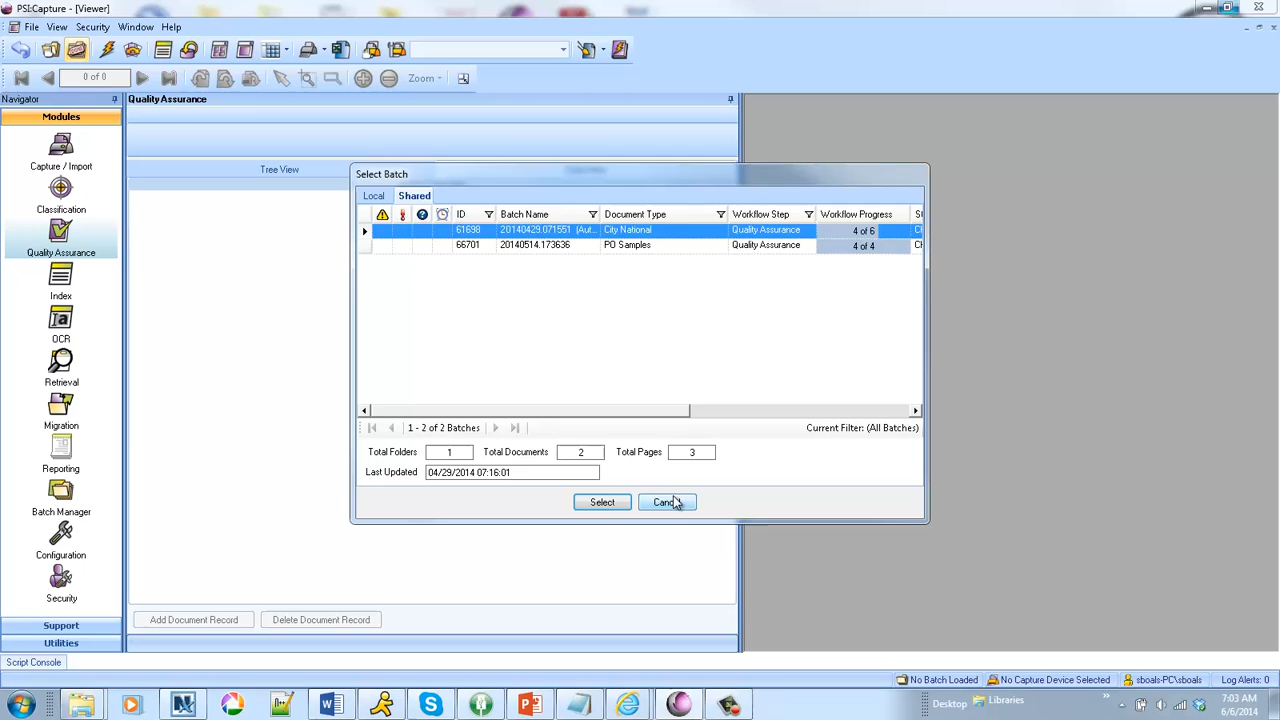 PSI:Capture - [Viewer]
File View Security Window Help
0 of 0 Zoom
Navigator
Quality Assurance
Modules
Capture / Import
Classification
Quality Assurance
Index
OCR
Retrieval
Migration
Reporting
Batch Manager
Configuration
Security
Support
Utilities
Tree View
Select Batch
Local Shared
ID Batch Name Document Type Workflow Step Workflow Progress
61698 20140429.071551 (Aut... City National Quality Assurance 4 of 6
66701 20140514.173636 PO Samples Quality Assurance 4 of 4
1 - 2 of 2 Batches Current Filter: (All Batches)
Total Folders 1 Total Documents 2 Total Pages 3
Last Updated 04/29/2014 07:16:01
Select Cancel
Add Document Record Delete Document Record
Script Console
No Batch Loaded No Capture Device Selected sboals-PC\sboals Log Alerts: 0
Desktop Libraries
7:03 AM
6/6/2014